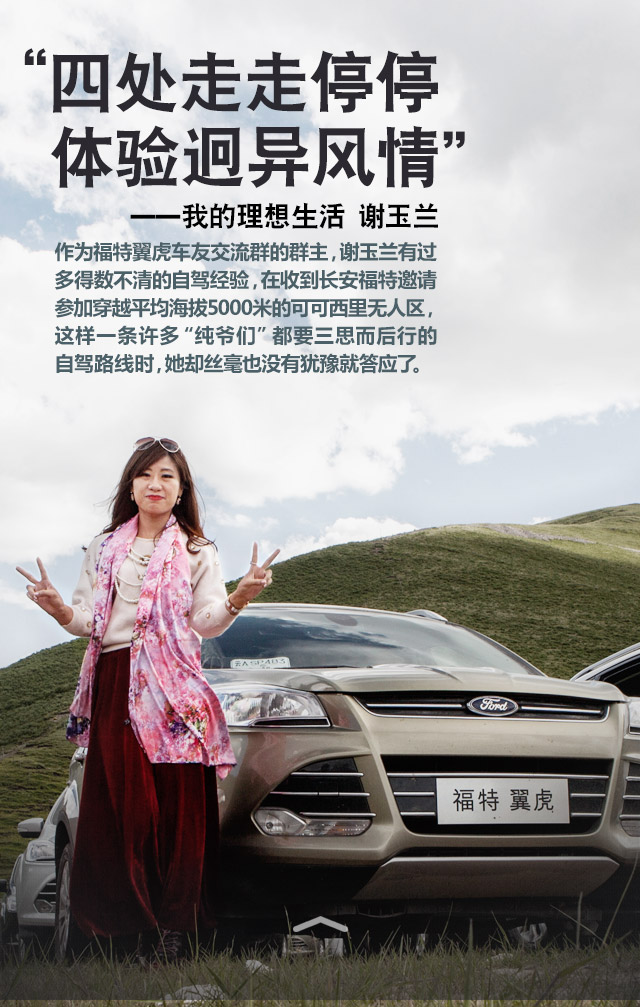 “四处走走停停
体验迥异风情”
——我的理想生活 谢玉兰
作为福特翼虎车友交流群的群主，谢玉兰有过
多得数不清的自驾经验，在收到长安福特邀请
参加穿越平均海拔5000米的可可西里无人区，
这样一条许多“纯爷们”都要三思而后行的
自驾路线时，她却丝毫也没有犹豫就答应了。
云A SP483
Ford
福特 翼虎